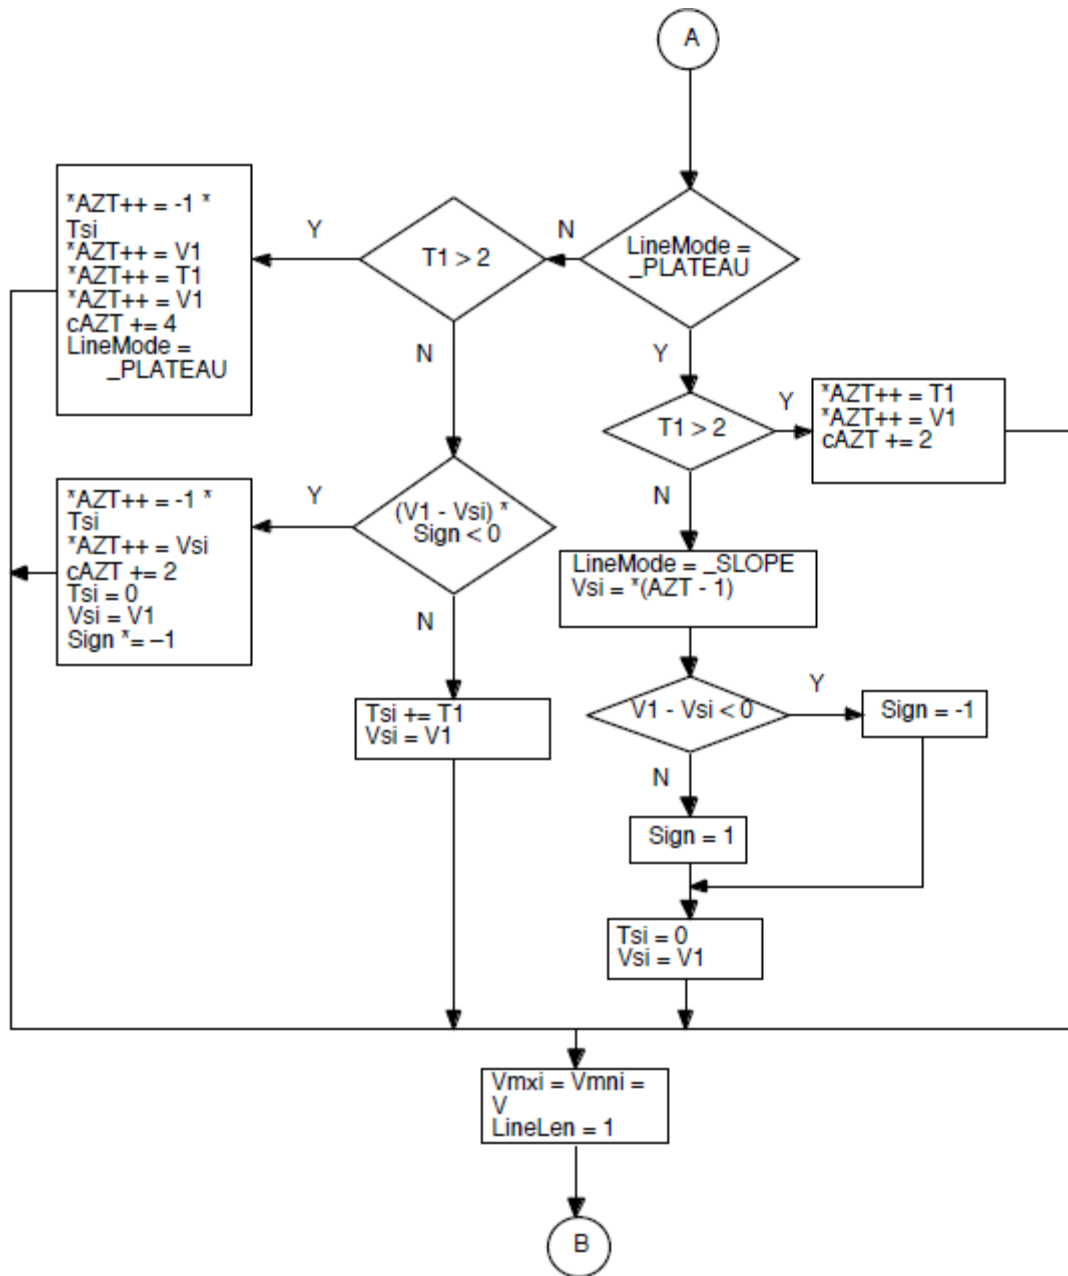 A
LineMode =
_PLATEAU
N
Y
T1 > 2
Y
N
*AZT++ = -1 *
Tsi
*AZT++ = V1
*AZT++ = T1
*AZT++ = V1
cAZT += 4
LineMode =
_PLATEAU
(V1 - Vsi) *
Sign < 0
Y
N
*AZT++ = -1 *
Tsi
*AZT++ = Vsi
cAZT += 2
Tsi = 0
Vsi = V1
Sign *= –1
Tsi += T1
Vsi = V1
T1 > 2
Y
N
*AZT++ = T1
*AZT++ = V1
cAZT += 2
LineMode = _SLOPE
Vsi = *(AZT - 1)
V1 - Vsi < 0
Y
N
Sign = -1
Sign = 1
Tsi = 0
Vsi = V1
Vmxi = Vmni =
V
LineLen = 1
B